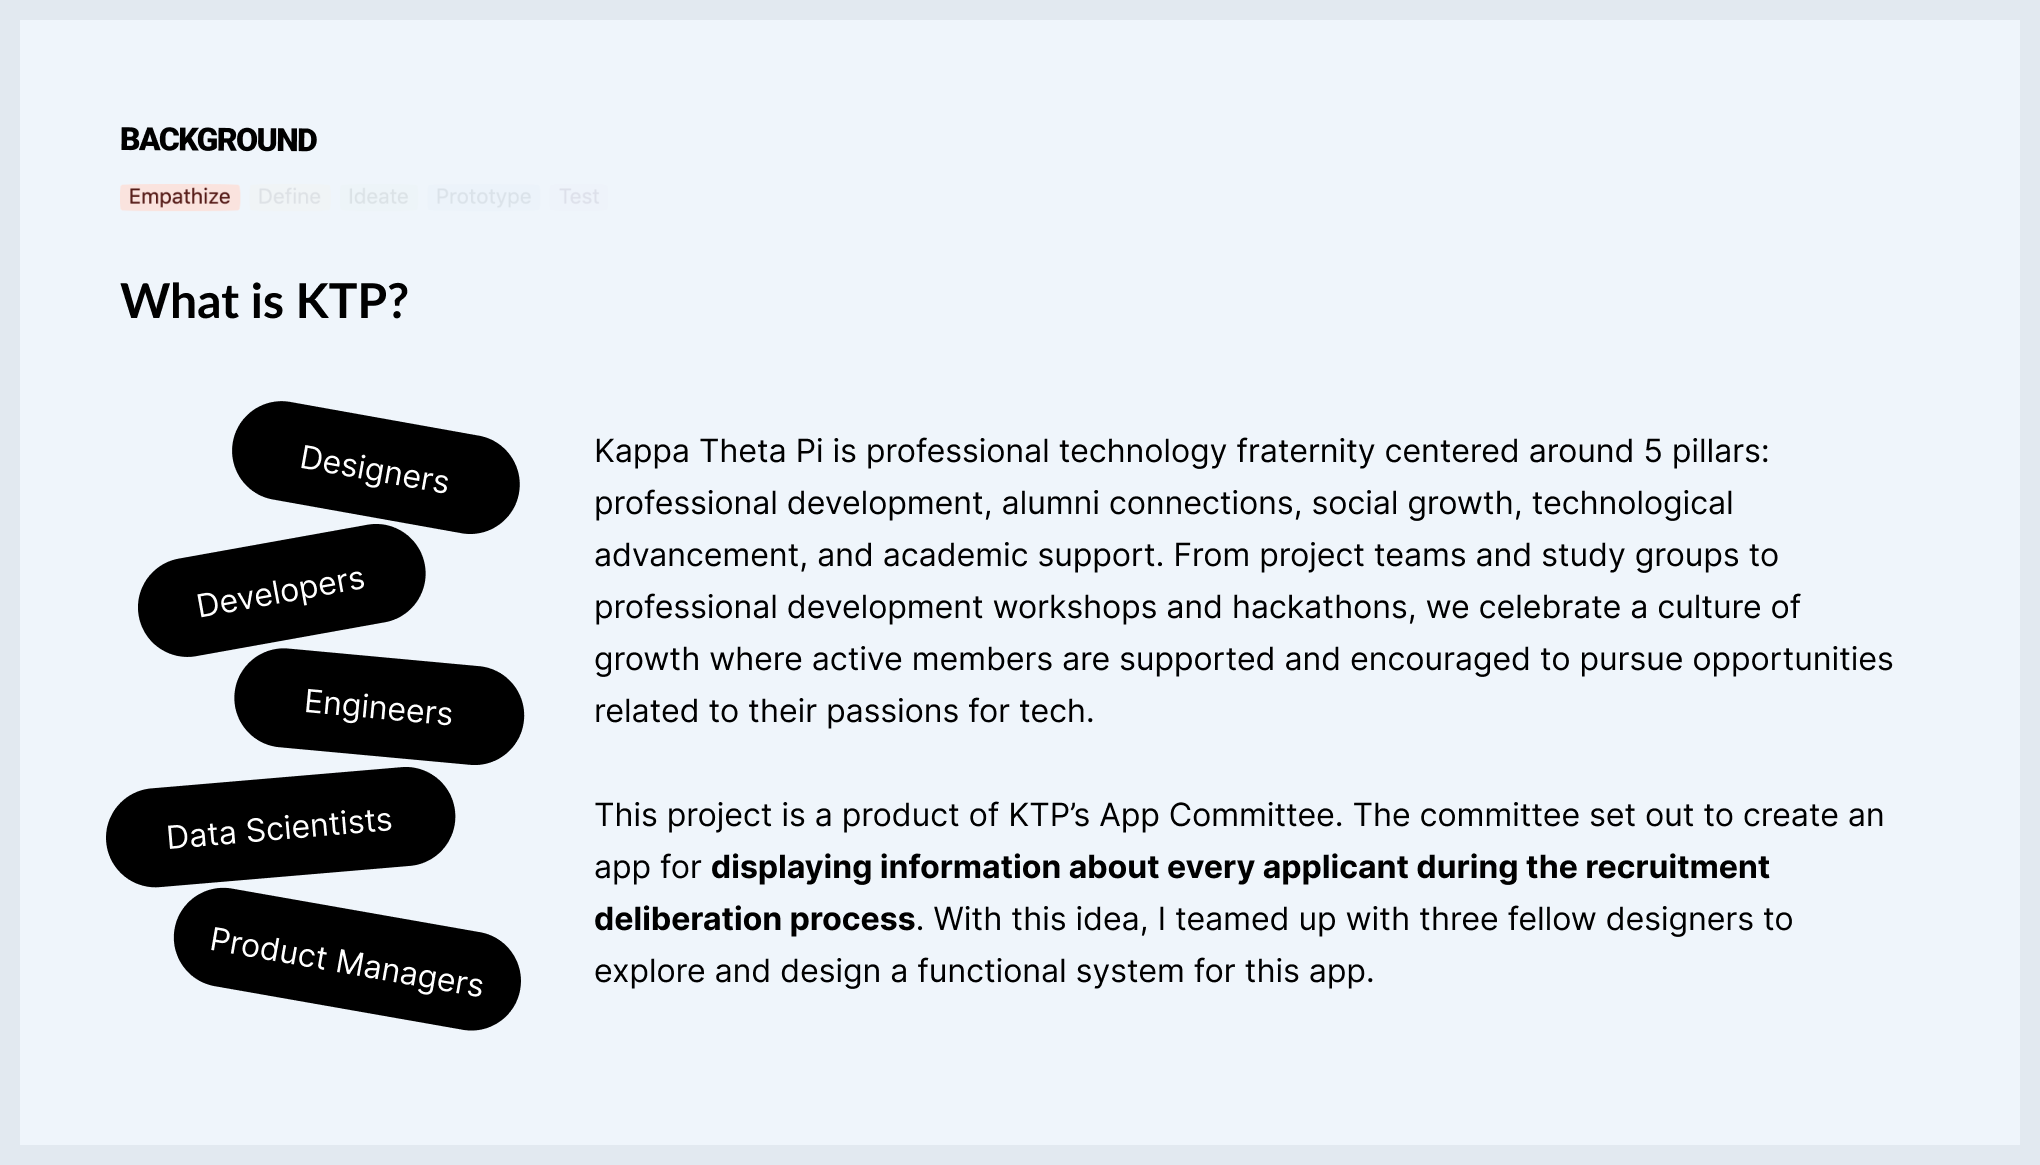 BACKGROUND
Empathize Define Ideate Prototype Test
What is KTP?
Designers
Developers
Engineers
Data Scientists
Product Managers
Kappa Theta Pi is professional technology fraternity centered around 5 pillars:
professional development, alumni connections, social growth, technological
advancement, and academic support. From project teams and study groups to
professional development workshops and hackathons, we celebrate a culture of
growth where active members are supported and encouraged to pursue opportunities
related to their passions for tech.
This project is a product of KTP’s App Committee. The committee set out to create an
app for displaying information about every applicant during the recruitment
deliberation process. With this idea, I teamed up with three fellow designers to
explore and design a functional system for this app.